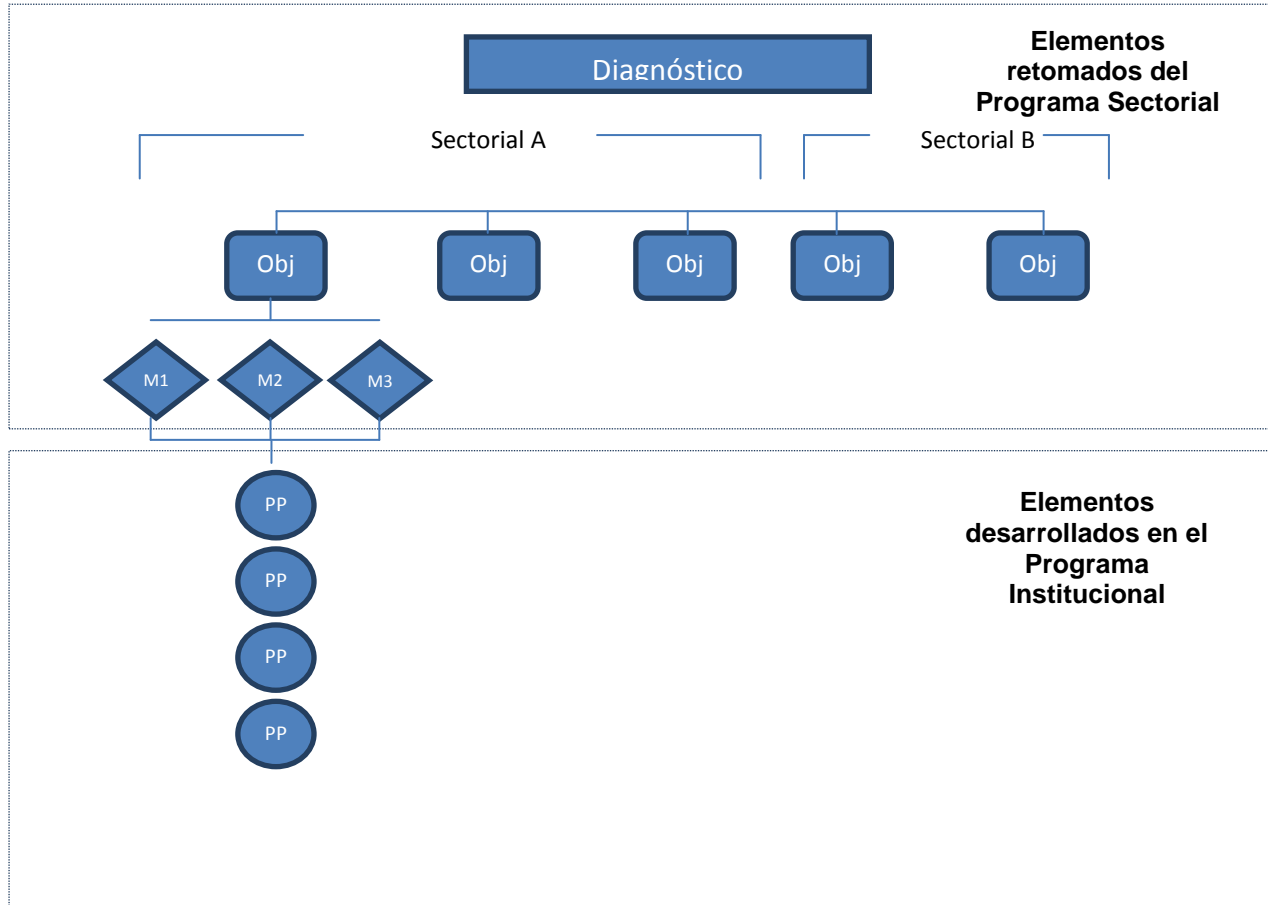 Diagnóstico
Elementos
retomados del
Programa Sectorial
Sectorial A
Sectorial B
Obj
Obj
Obj
Obj
Obj
M1
M2
M3
PP
PP
PP
PP
Elementos
desarrollados en el
Programa
Institucional